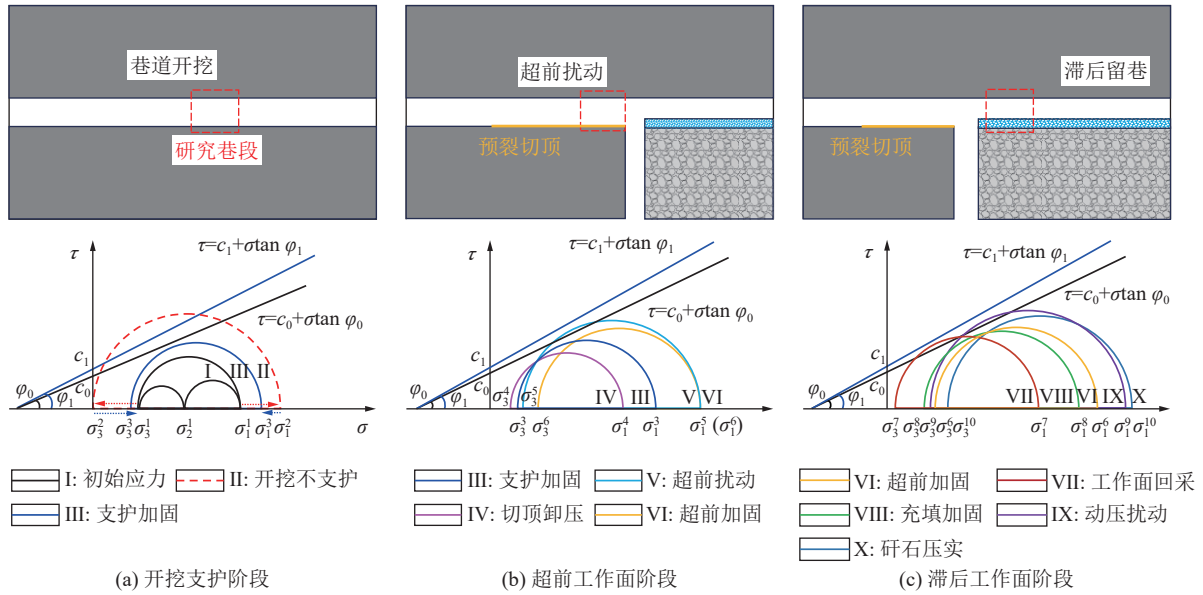 巷道开挖
研究巷段
超前扰动
预裂切顶
滞后留巷
预裂切顶
τ
τ=c₁+σtan φ₁
τ=c₀+σtan φ₀
c₁
c₀
φ₀
φ₁
I
III
II
σ₃²
σ₃³
σ₃¹
σ₂¹
σ₁¹
σ₁³
σ₁²
σ
τ
τ=c₁+σtan φ₁
τ=c₀+σtan φ₀
c₁
c₀
φ₀
φ₁
σ₃⁴
σ₃⁵
IV
III
V
VI
σ₃³
σ₃⁶
σ₁⁴
σ₁³
σ₁⁵
(σ₁⁶)
τ
τ=c₁+σtan φ₁
τ=c₀+σtan φ₀
c₁
c₀
φ₀
φ₁
VII
VIII
VI
IX
X
σ₃⁷
σ₃⁸
σ₃⁹
σ₃⁶
σ₃¹⁰
σ₁⁷
σ₁⁸
σ₁⁶
σ₁⁹
σ₁¹⁰
I: 初始应力
II: 开挖不支护
III: 支护加固
III: 支护加固
V: 超前扰动
IV: 切顶卸压
VI: 超前加固
VI: 超前加固
VII: 工作面回采
VIII: 充填加固
IX: 动压扰动
X: 矸石压实
(a) 开挖支护阶段
(b) 超前工作面阶段
(c) 滞后工作面阶段